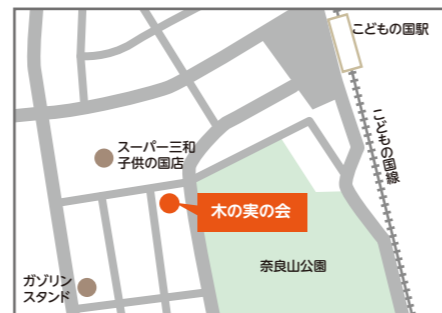 こどもの国駅
こどもの国線
スーパー三和
子供の国店
木の実の会
奈良山公園
ガゾリン
スタンド